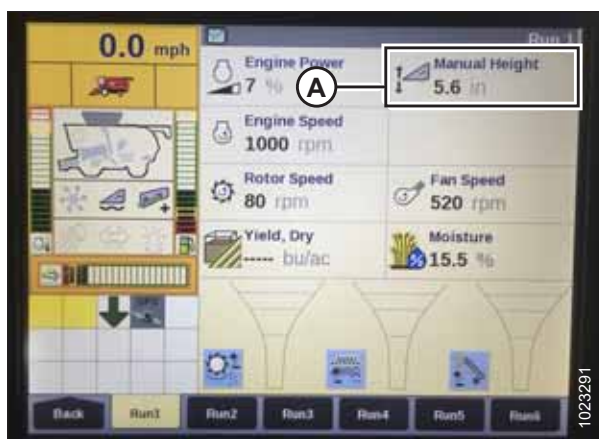 0.0 mph
Run 1
Engine Power
7 %
A
Manual Height
5.6 in
Engine Speed
1000 rpm
Rotor Speed
80 rpm
Fan Speed
520 rpm
Yield, Dry
----- bu/ac
Moisture
15.5 %
Back
Run1
Run2
Run3
Run4
Run5
Run6
1023291